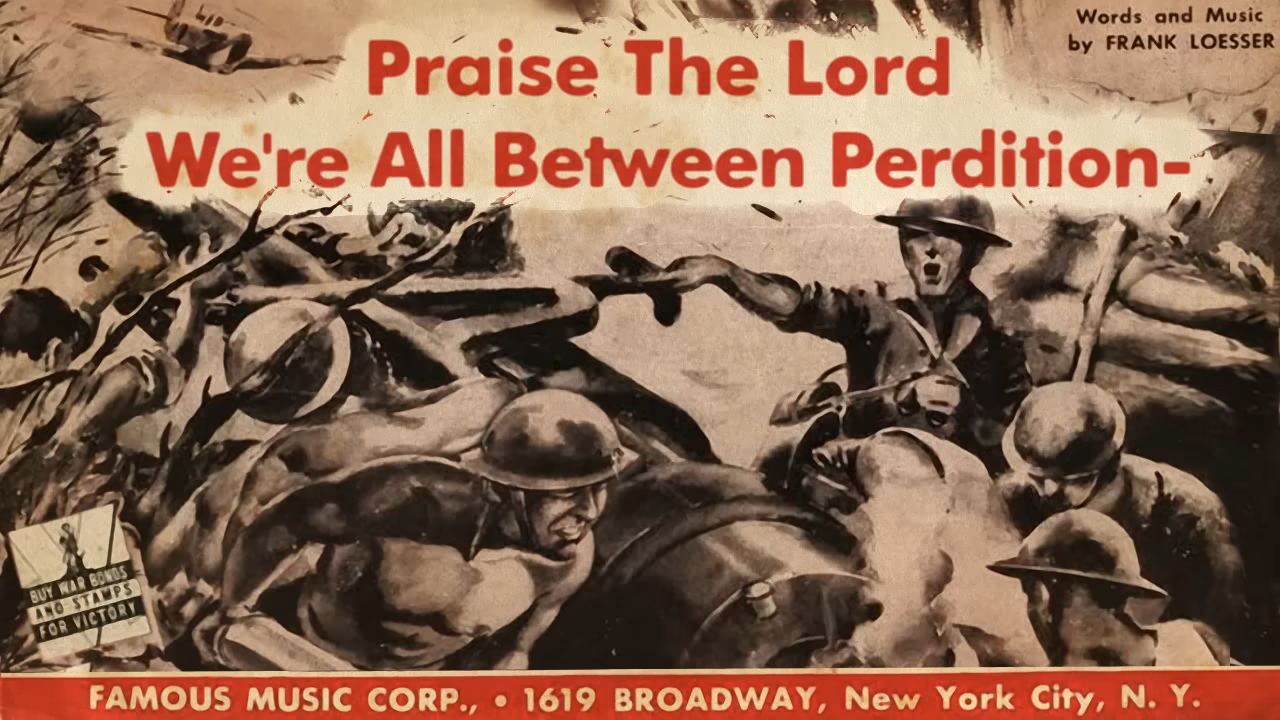 Words and Music
by FRANK LOESSER
Praise The Lord
We're All Between Perdition-
BUY WAR BONDS
AND STAMPS
FOR VICTORY
FAMOUS MUSIC CORP., • 1619 BROADWAY, New York City, N. Y.